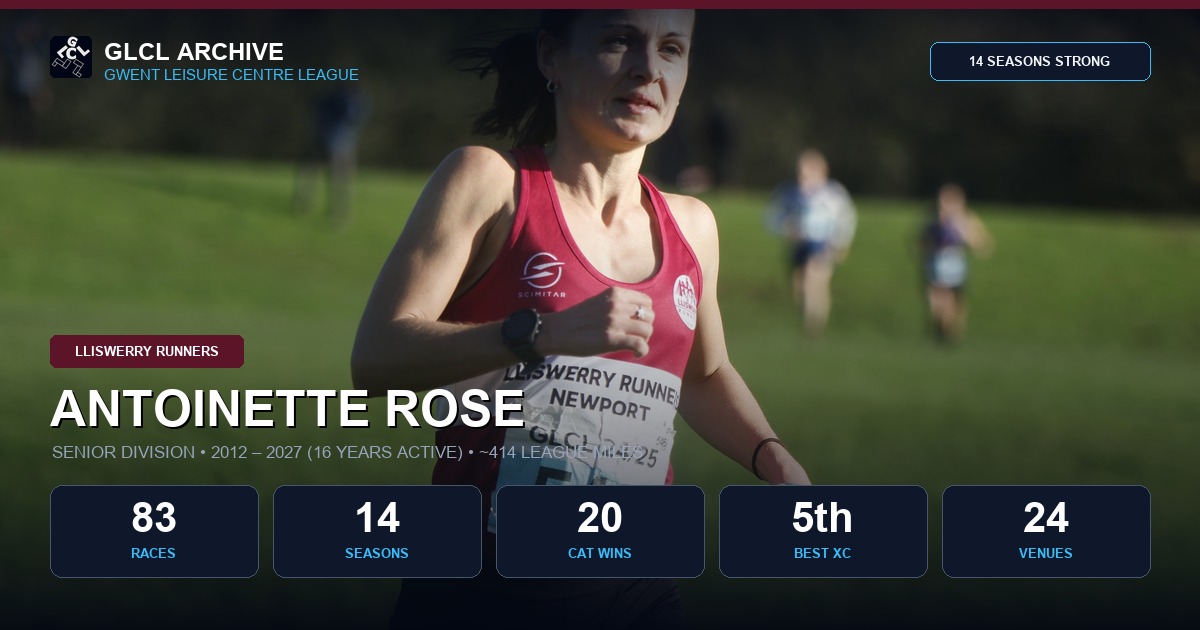 GLCL ARCHIVE
GWENT LEISURE CENTRE LEAGUE
14 SEASONS STRONG
SCIMITAR
LLISWERRY RUNNERS
NEWPORT
LLISWERRY RUNNERS
ANTOINETTE ROSE
SENIOR DIVISION • 2012 – 2027 (16 YEARS ACTIVE) • ~414 LEAGUE MILES
83
RACES
14
SEASONS
20
CAT WINS
5th
BEST XC
24
VENUES